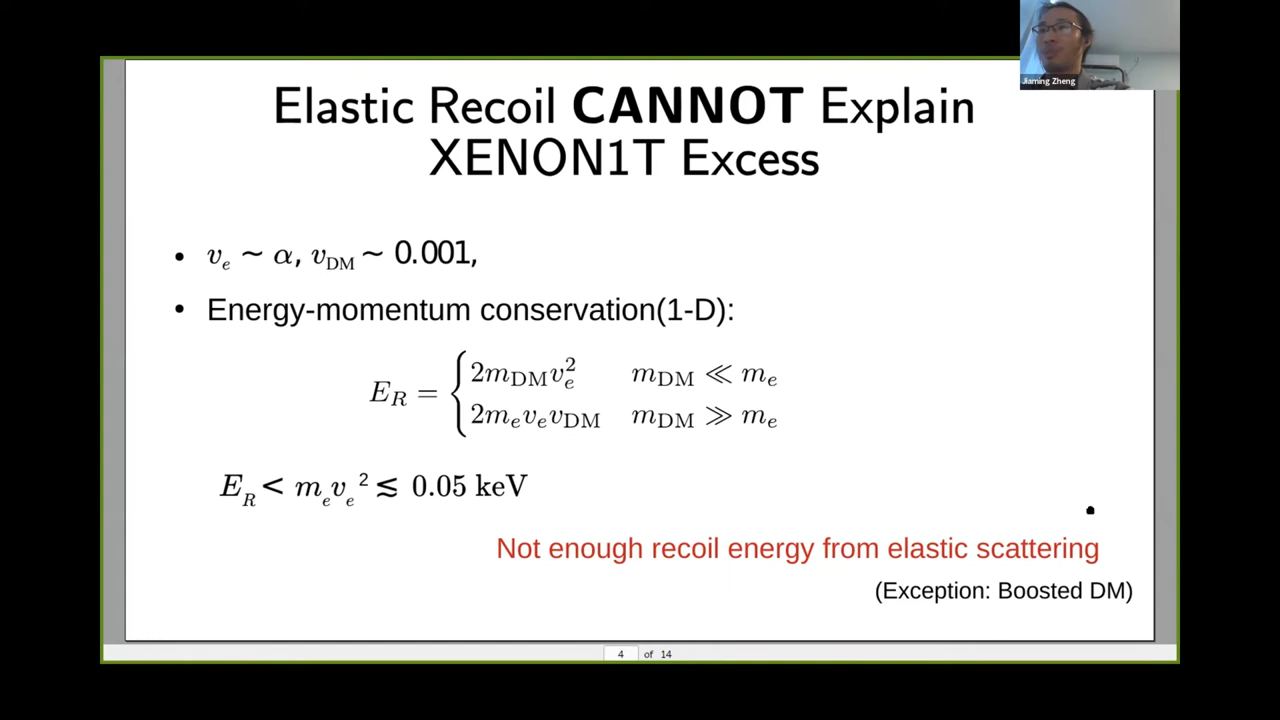 Jiaming Zheng
Elastic Recoil CANNOT Explain
XENON1T Excess
• v_e ~ α, v_DM ~ 0.001,
• Energy-momentum conservation(1-D):
E_R = { 2m_DM v_e^2 m_DM ≪ m_e
2m_e v_e v_DM m_DM ≫ m_e
E_R < m_e v_e^2 ≲ 0.05 keV
Not enough recoil energy from elastic scattering
(Exception: Boosted DM)
4 of 14